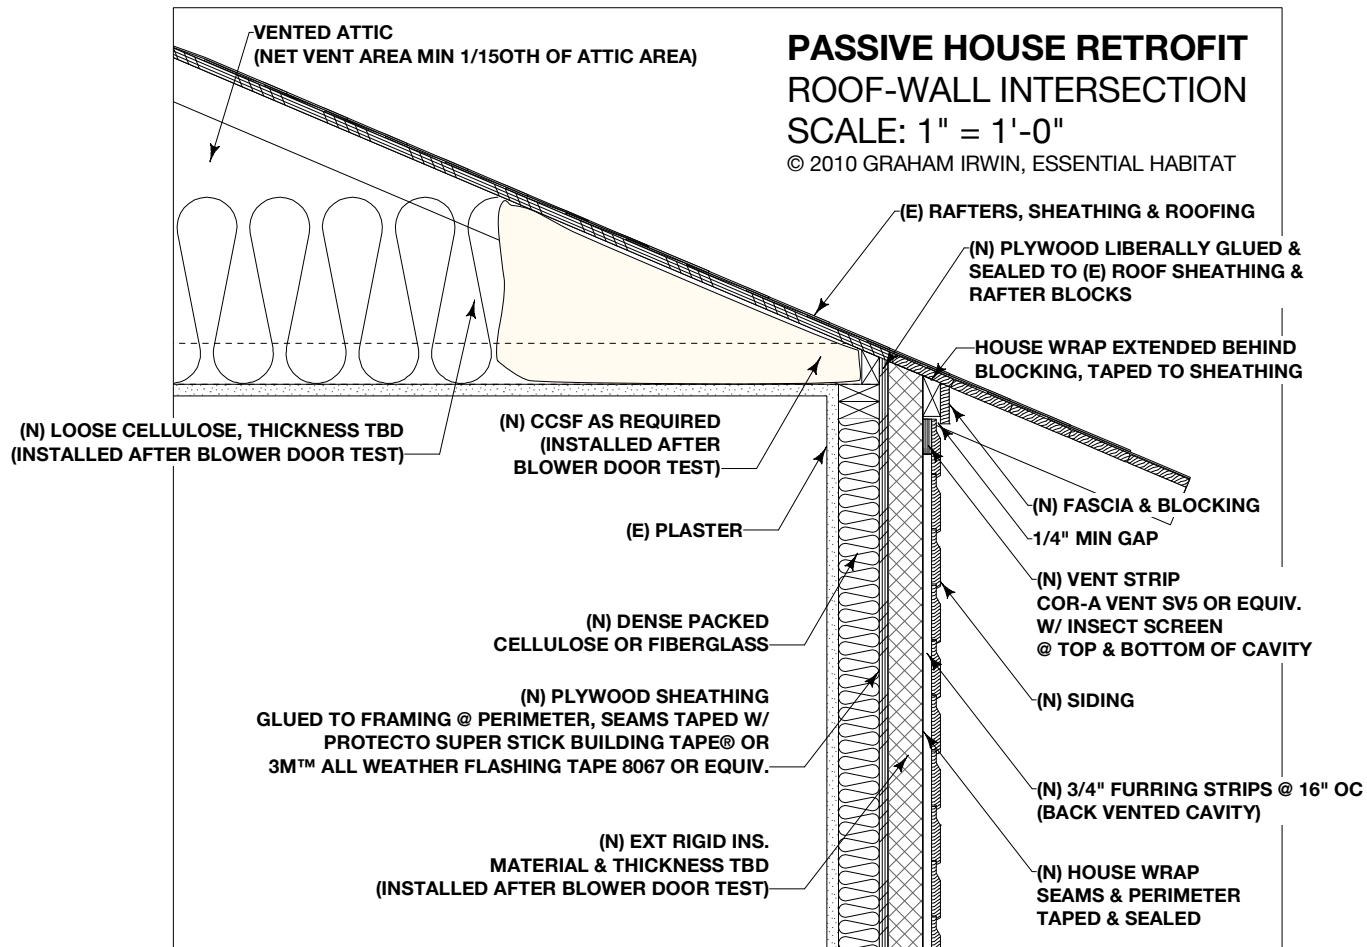 VENTED ATTIC
(NET VENT AREA MIN 1/15OTH OF ATTIC AREA)
PASSIVE HOUSE RETROFIT
ROOF-WALL INTERSECTION
SCALE: 1" = 1'-0"
© 2010 GRAHAM IRWIN, ESSENTIAL HABITAT
(E) RAFTERS, SHEATHING & ROOFING
(N) PLYWOOD LIBERALLY GLUED &
SEALED TO (E) ROOF SHEATHING &
RAFTER BLOCKS
HOUSE WRAP EXTENDED BEHIND
BLOCKING, TAPED TO SHEATHING
(N) LOOSE CELLULOSE, THICKNESS TBD
(INSTALLED AFTER BLOWER DOOR TEST)
(N) CCSF AS REQUIRED
(INSTALLED AFTER
BLOWER DOOR TEST)
(E) PLASTER
(N) FASCIA & BLOCKING
1/4" MIN GAP
(N) VENT STRIP
COR-A VENT SV5 OR EQUIV.
W/ INSECT SCREEN
@ TOP & BOTTOM OF CAVITY
(N) DENSE PACKED
CELLULOSE OR FIBERGLASS
(N) SIDING
(N) PLYWOOD SHEATHING
GLUED TO FRAMING @ PERIMETER, SEAMS TAPED W/
PROTECTO SUPER STICK BUILDING TAPE® OR
3M™ ALL WEATHER FLASHING TAPE 8067 OR EQUIV.
(N) 3/4" FURRING STRIPS @ 16" OC
(BACK VENTED CAVITY)
(N) EXT RIGID INS.
MATERIAL & THICKNESS TBD
(INSTALLED AFTER BLOWER DOOR TEST)
(N) HOUSE WRAP
SEAMS & PERIMETER
TAPED & SEALED